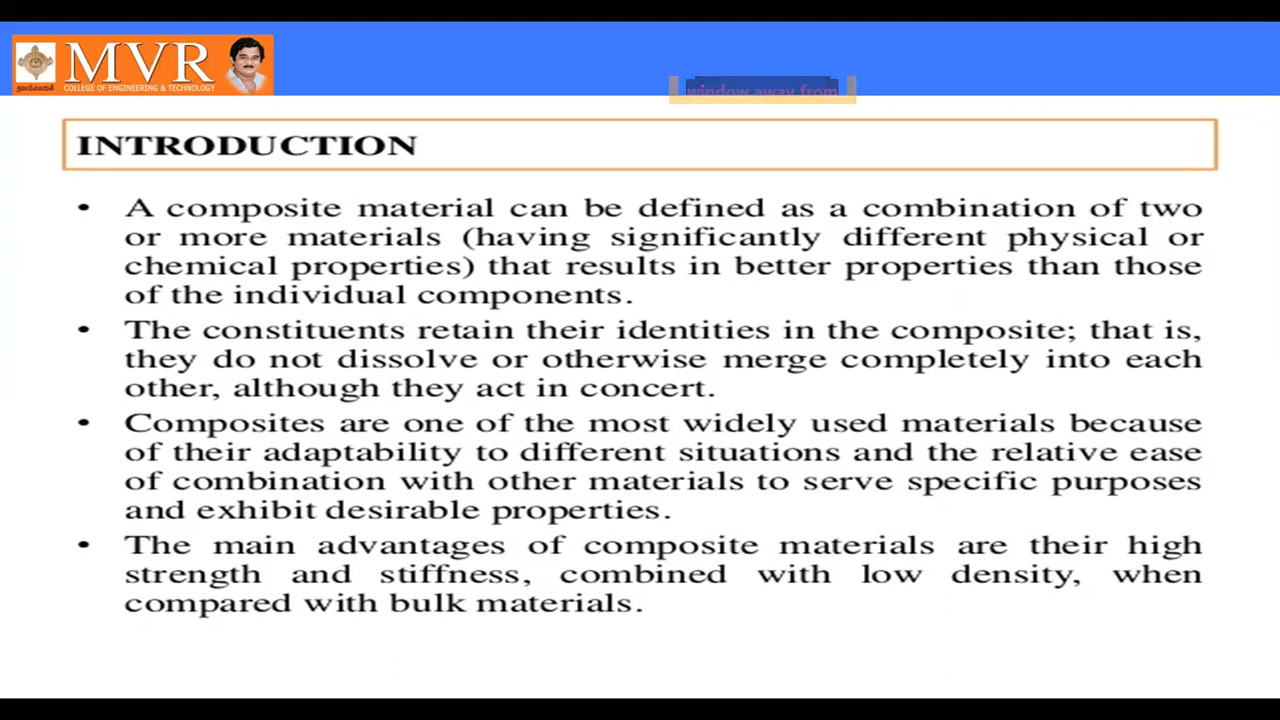 MVR
COLLEGE OF ENGINEERING & TECHNOLOGY
window away from
INTRODUCTION
• A composite material can be defined as a combination of two
or more materials (having significantly different physical or
chemical properties) that results in better properties than those
of the individual components.
• The constituents retain their identities in the composite; that is,
they do not dissolve or otherwise merge completely into each
other, although they act in concert.
• Composites are one of the most widely used materials because
of their adaptability to different situations and the relative ease
of combination with other materials to serve specific purposes
and exhibit desirable properties.
• The main advantages of composite materials are their high
strength and stiffness, combined with low density, when
compared with bulk materials.